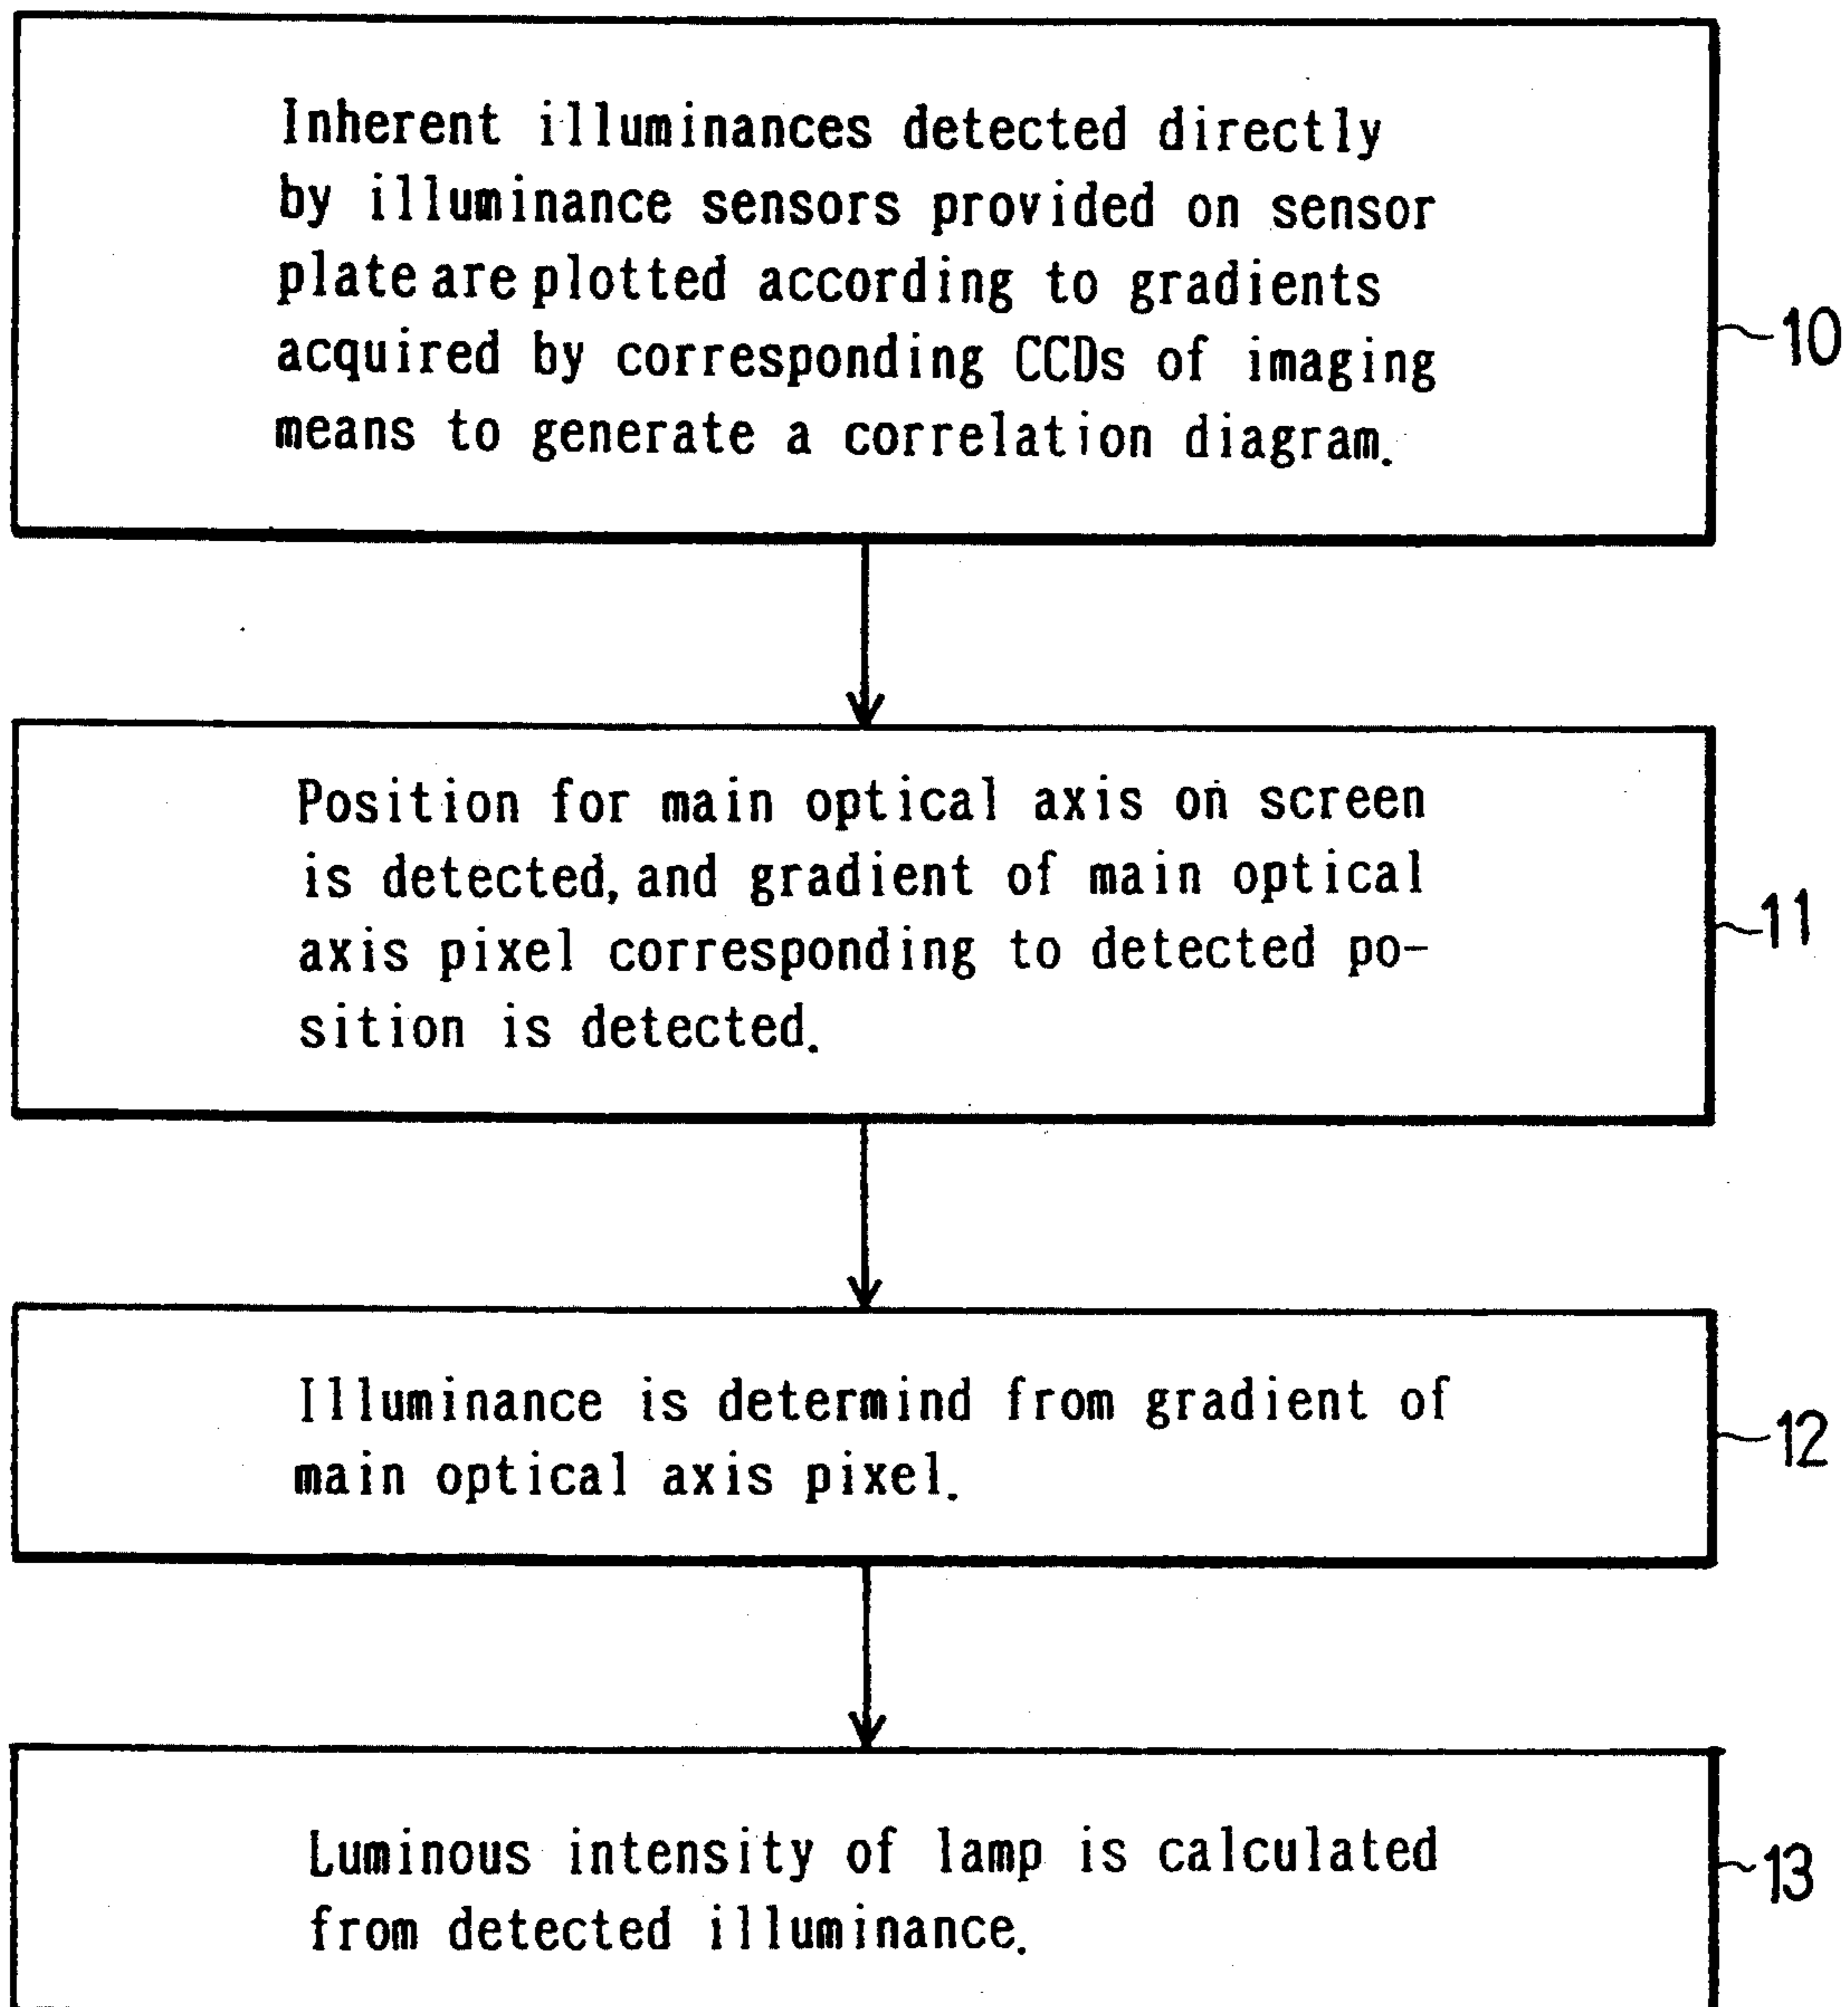 Inherent illuminances detected directly
by illuminance sensors provided on sensor
plate are plotted according to gradients
acquired by corresponding CCDs of imaging
means to generate a correlation diagram.
10
Position for main optical axis on screen
is detected, and gradient of main optical
axis pixel corresponding to detected po-
sition is detected.
11
Illuminance is determind from gradient of
main optical axis pixel.
12
Luminous intensity of lamp is calculated
from detected illuminance.
13